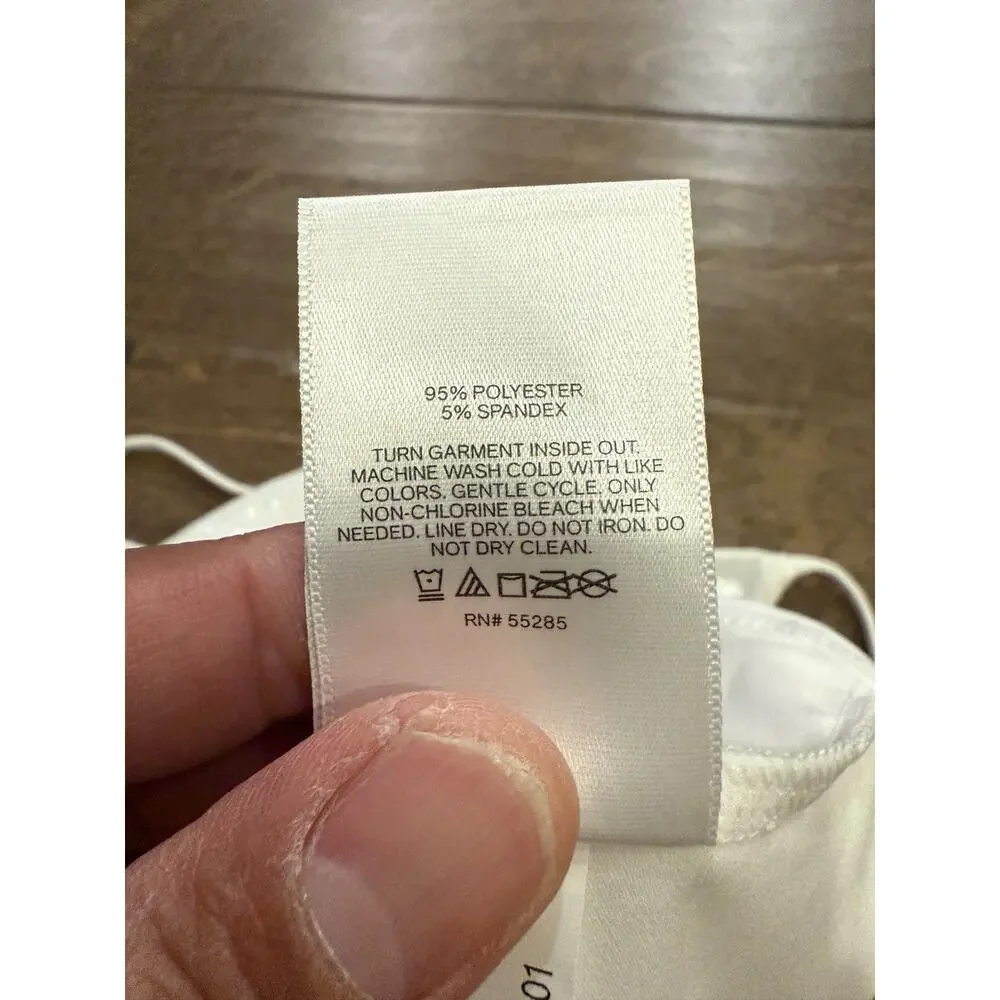 95% POLYESTER
5% SPANDEX
TURN GARMENT INSIDE OUT.
MACHINE WASH COLD WITH LIKE
COLORS. GENTLE CYCLE. ONLY
NON-CHLORINE BLEACH WHEN
NEEDED. LINE DRY. DO NOT IRON. DO
NOT DRY CLEAN.
RN# 55285
01